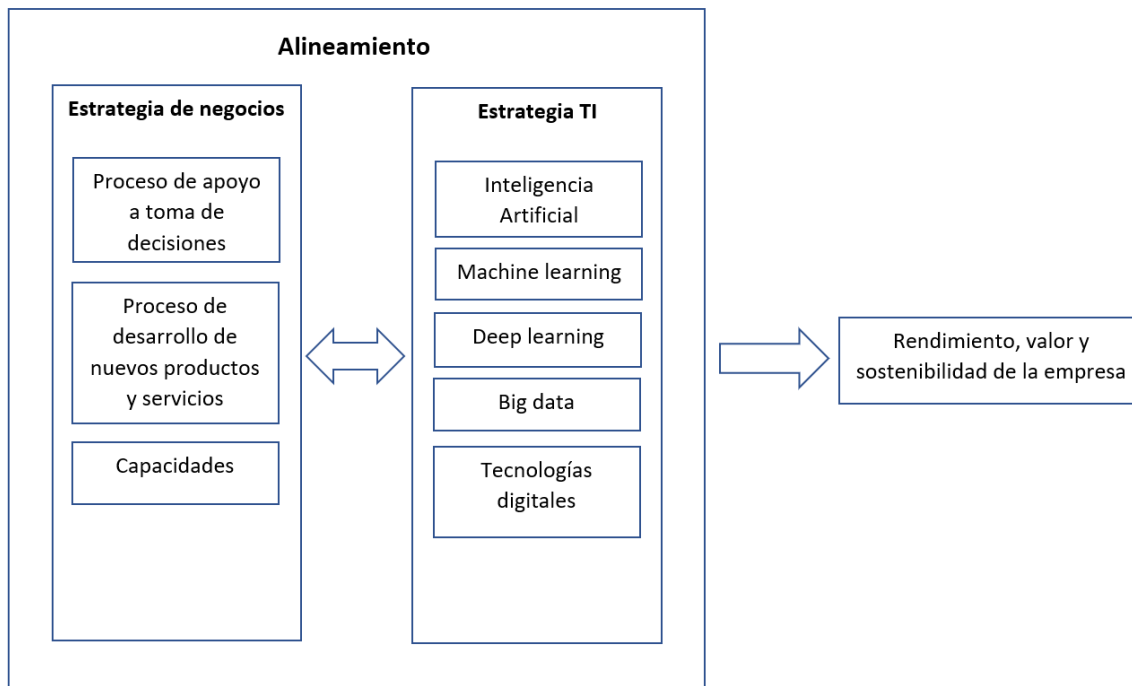 Alineamiento
Estrategia de negocios
Proceso de apoyo
a toma de
decisiones
Proceso de
desarrollo de
nuevos productos
y servicios
Capacidades
Estrategia TI
Inteligencia
Artificial
Machine learning
Deep learning
Big data
Tecnologías
digitales
Rendimiento, valor y
sostenibilidad de la empresa